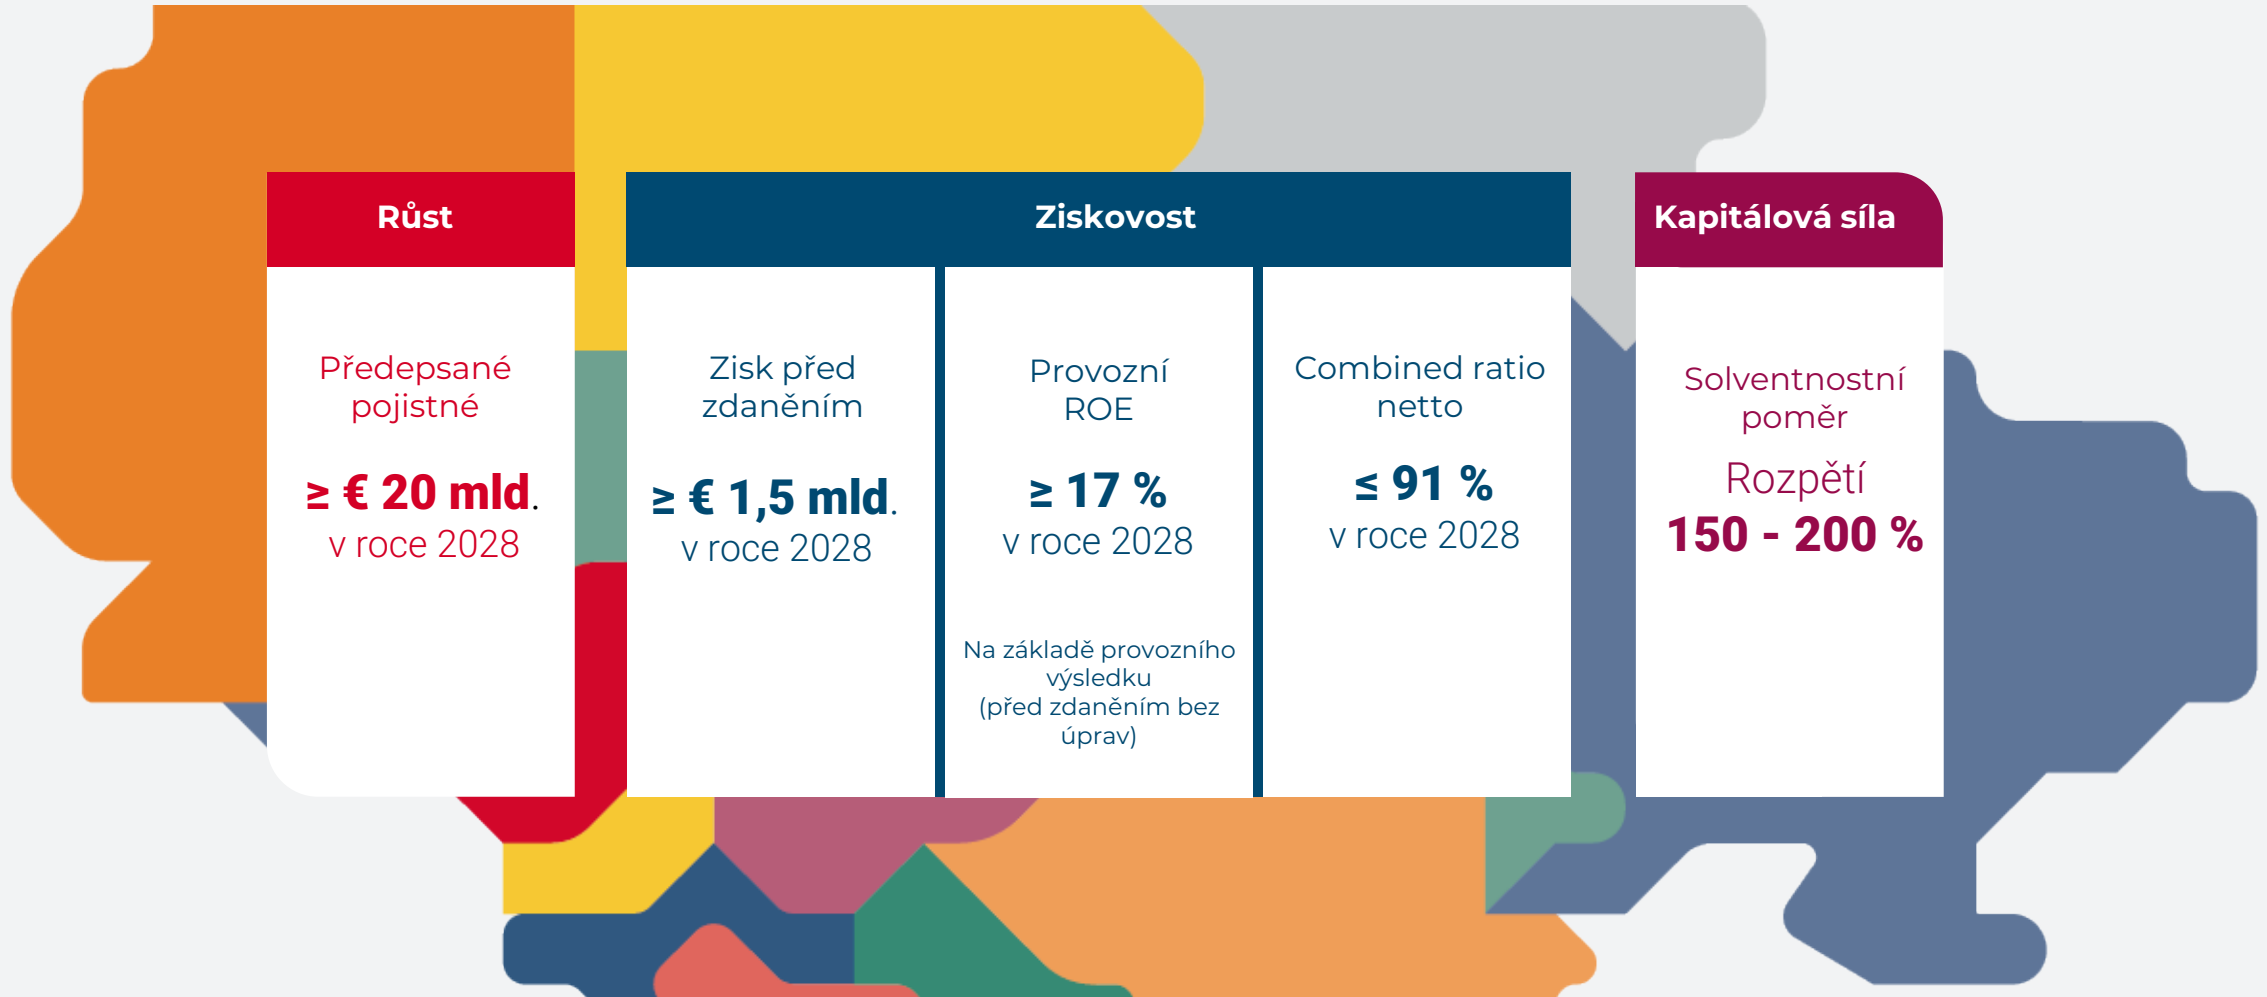 Růst
Předepsané
pojistné
≥ € 20 mld.
v roce 2028
Ziskovost
Zisk před
zdaněním
≥ € 1,5 mld.
v roce 2028
Provozní
ROE
≥ 17 %
v roce 2028
Na základě provozního
výsledku
(před zdaněním bez
úprav)
Combined ratio
netto
≤ 91 %
v roce 2028
Kapitálová síla
Solventnostní
poměr
Rozpětí
150 - 200 %